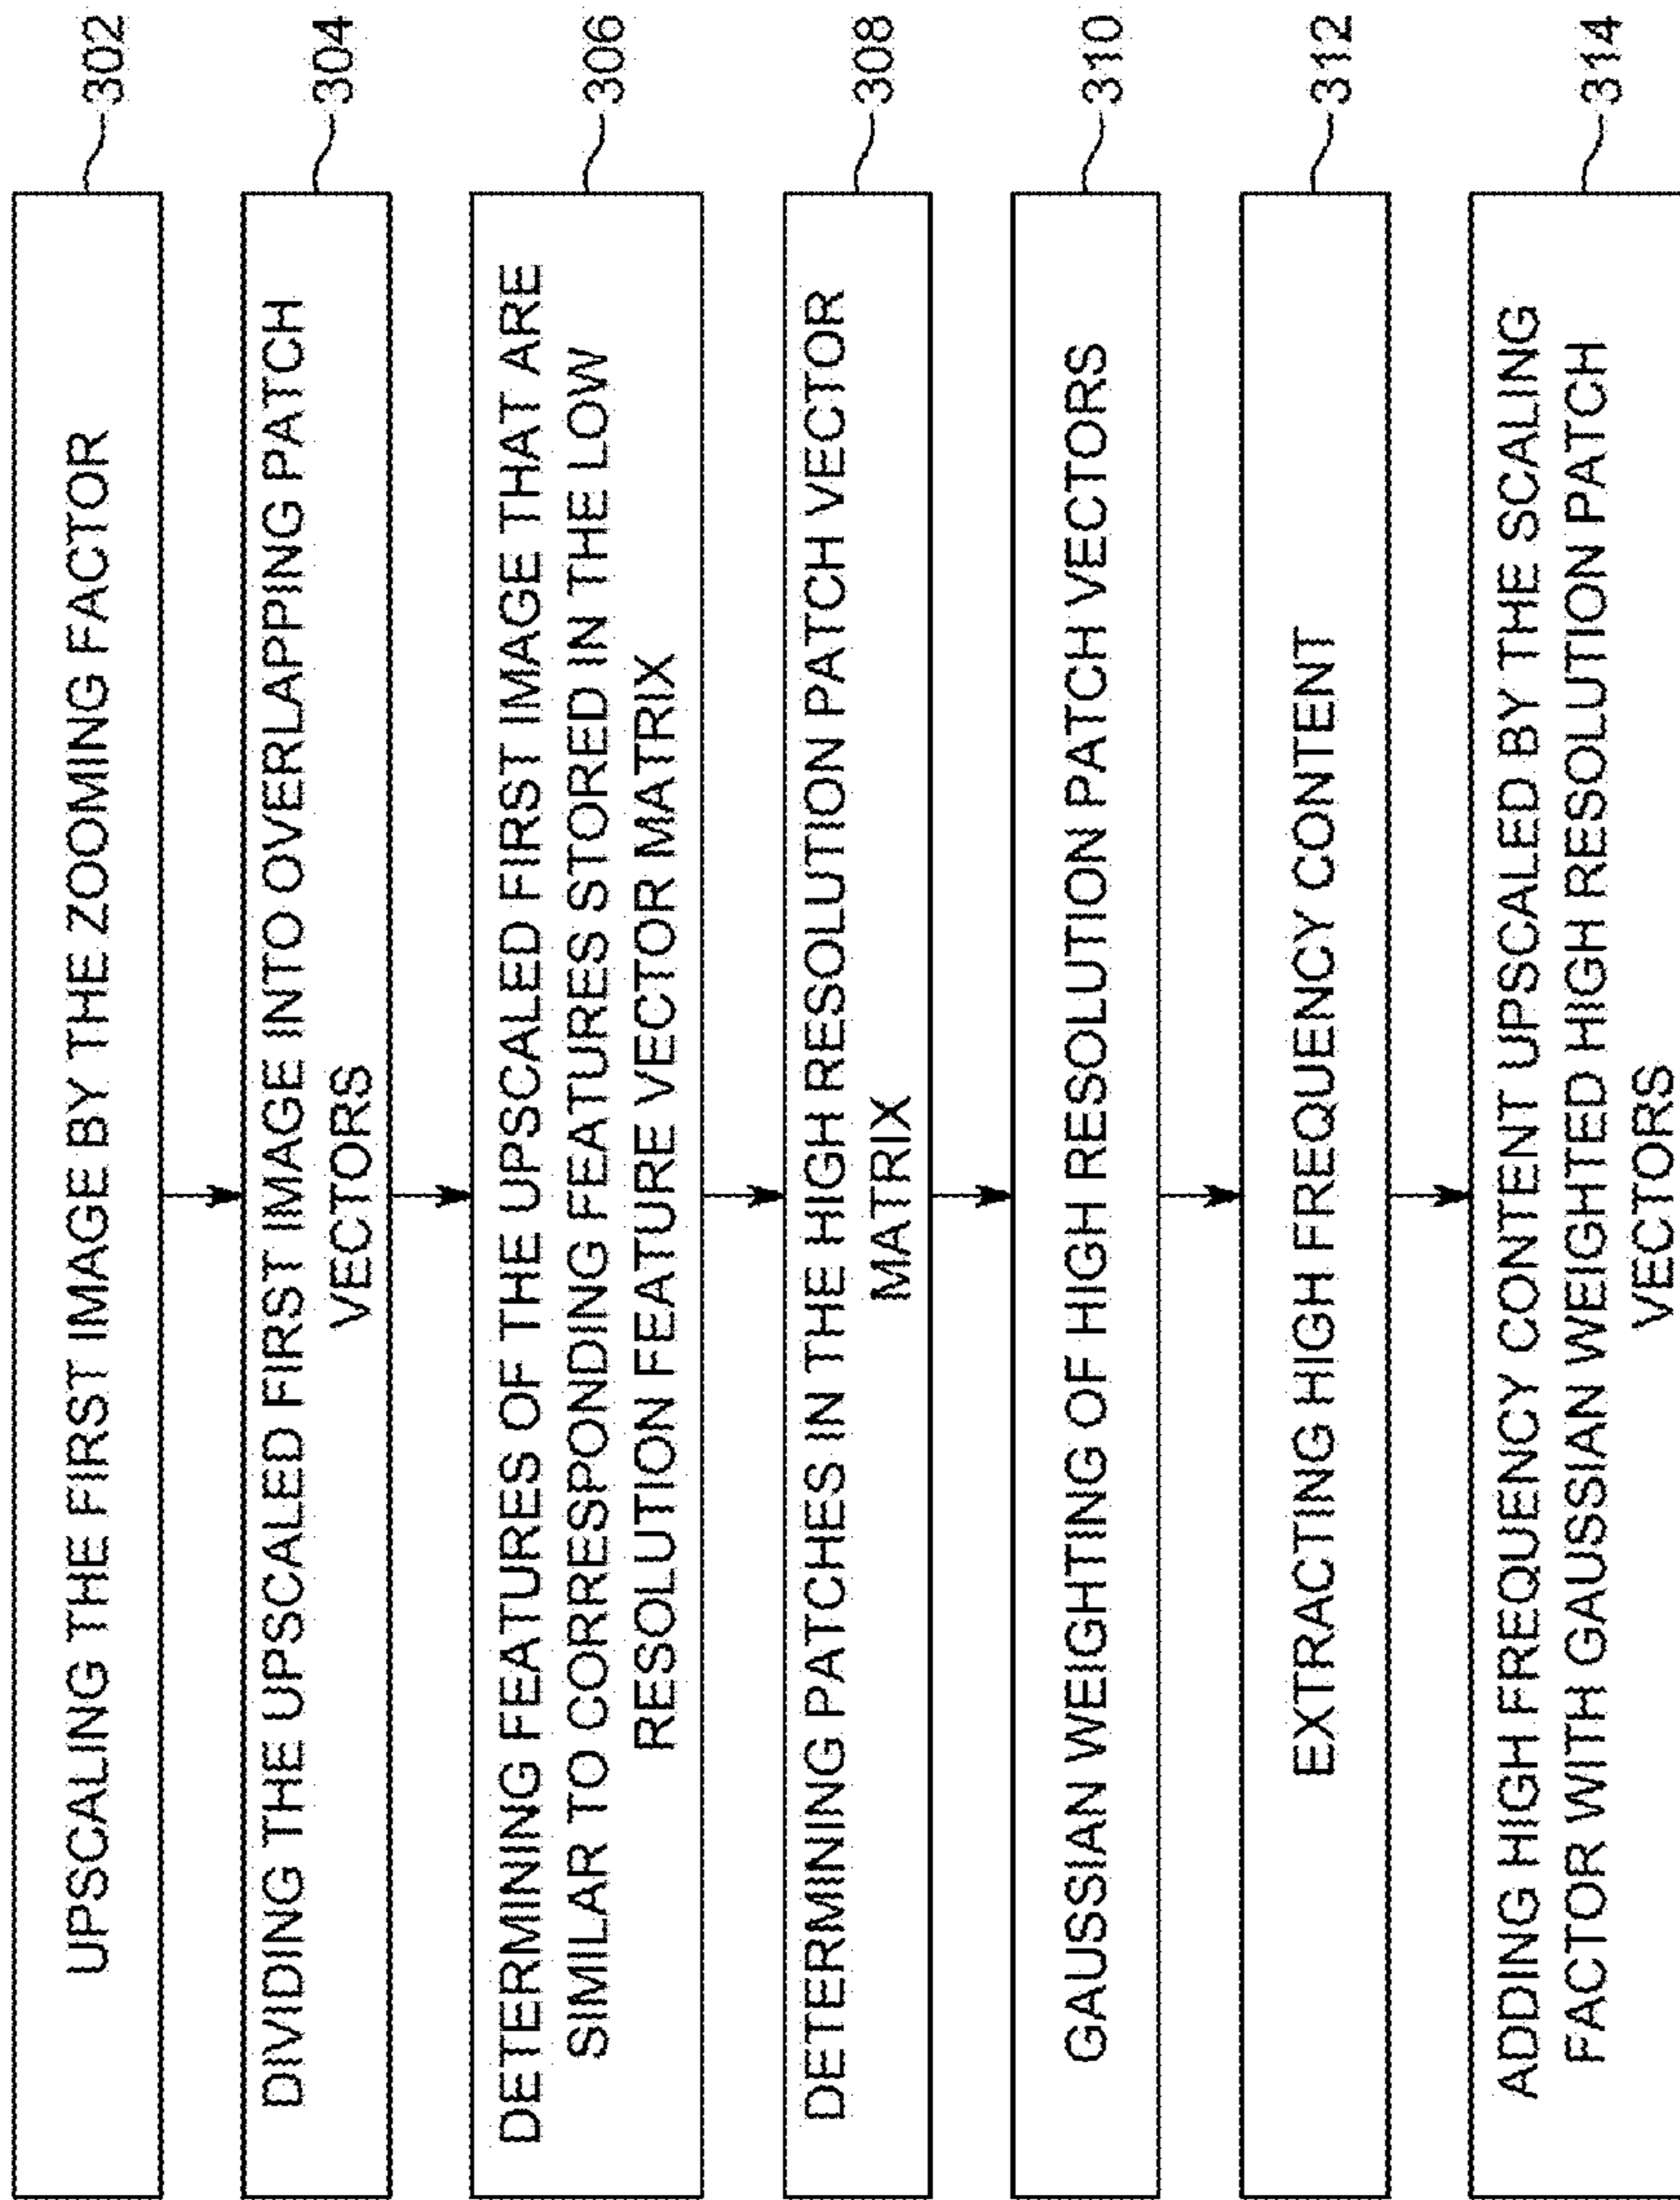 UPSCALING THE FIRST IMAGE BY THE ZOOMING FACTOR
302
DIVIDING THE UPSCALED FIRST IMAGE INTO OVERLAPPING PATCH
VECTORS
304
DETERMINING FEATURES OF THE UPSCALED FIRST IMAGE THAT ARE
SIMILAR TO CORRESPONDING FEATURES STORED IN THE LOW
RESOLUTION FEATURE VECTOR MATRIX
306
DETERMINING PATCHES IN THE HIGH RESOLUTION PATCH VECTOR
MATRIX
308
GAUSSIAN WEIGHTING OF HIGH RESOLUTION PATCH VECTORS
310
EXTRACTING HIGH FREQUENCY CONTENT
312
ADDING HIGH FREQUENCY CONTENT UPSCALED BY THE SCALING
FACTOR WITH GAUSSIAN WEIGHTED HIGH RESOLUTION PATCH
VECTORS
314